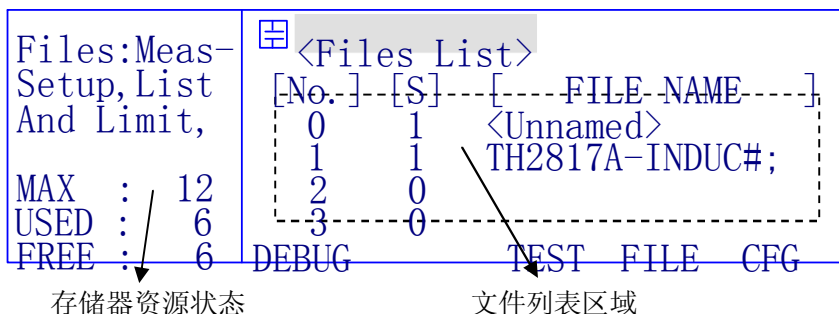 Files:Meas-
Setup,List
And Limit,
MAX : 12
USED : 6
FREE : 6
<Files List>
[No.] [S] [ FILE NAME ]
0 1 <Unnamed>
1 1 TH2817A-INDUC#;
2 0
3 0
DEBUG TEST FILE CFG
存储器资源状态
文件列表区域